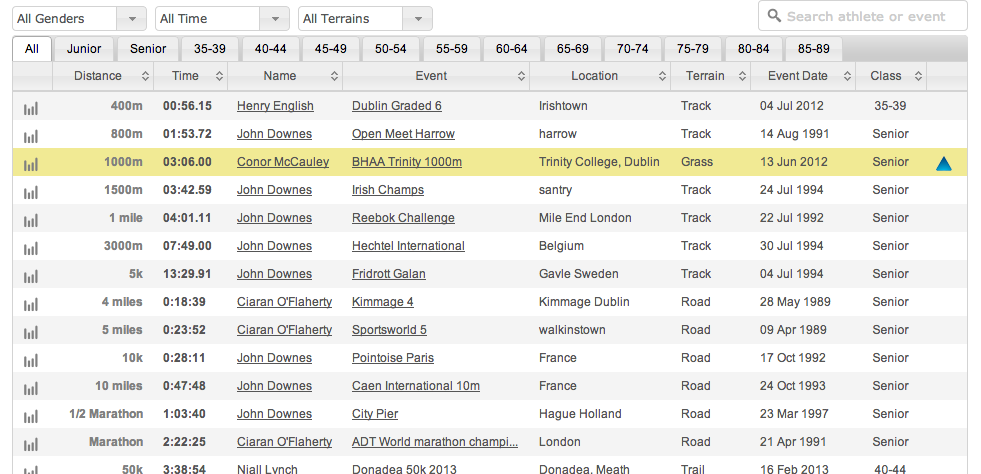 All Genders All Time All Terrains Search athlete or event
All Junior Senior 35-39 40-44 45-49 50-54 55-59 60-64 65-69 70-74 75-79 80-84 85-89
Distance Time Name Event Location Terrain Event Date Class
400m 00:56.15 Henry English Dublin Graded 6 Irishtown Track 04 Jul 2012 35-39
800m 01:53.72 John Downes Open Meet Harrow harrow Track 14 Aug 1991 Senior
1000m 03:06.00 Conor McCauley BHAA Trinity 1000m Trinity College, Dublin Grass 13 Jun 2012 Senior
1500m 03:42.59 John Downes Irish Champs santry Track 24 Jul 1994 Senior
1 mile 04:01.11 John Downes Reebok Challenge Mile End London Track 22 Jul 1992 Senior
3000m 07:49.00 John Downes Hechtel International Belgium Track 30 Jul 1994 Senior
5k 13:29.91 John Downes Fridrott Galan Gavle Sweden Track 04 Jul 1994 Senior
4 miles 0:18:39 Ciaran O'Flaherty Kimmage 4 Kimmage Dublin Road 28 May 1989 Senior
5 miles 0:23:52 Ciaran O'Flaherty Sportsworld 5 walkinstown Road 09 Apr 1989 Senior
10k 0:28:11 John Downes Pointoise Paris France Road 17 Oct 1992 Senior
10 miles 0:47:48 John Downes Caen International 10m France Road 24 Oct 1993 Senior
1/2 Marathon 1:03:40 John Downes City Pier Hague Holland Road 23 Mar 1997 Senior
Marathon 2:22:25 Ciaran O'Flaherty ADT World marathon champi... London Road 21 Apr 1991 Senior
50k 3:38:54 Niall Lynch Donadea 50k 2013 Donadea, Meath Trail 16 Feb 2013 40-44